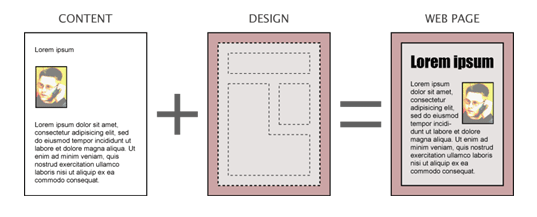 CONTENT
Lorem ipsum
Lorem ipsum dolor sit amet,
consectetur adipisicing elit, sed
do eiusmod tempor incididunt ut
labore et dolore magna aliqua. Ut
enim ad minim veniam, quis
nostrud exercitation ullamco
laboris nisi ut aliquip ex ea
commodo consequat.
DESIGN
WEB PAGE
Lorem ipsum
Lorem ipsum
dolor sit amet,
consectetur
adipisicing elit,
sed do eiusmod
tempor incidi-
dunt ut labore et
dolore magna aliqua. Ut enim ad
minim veniam, quis nostrud
exercitation ullamco laboris nisi
ut aliquip ex ea commodo
consequat.